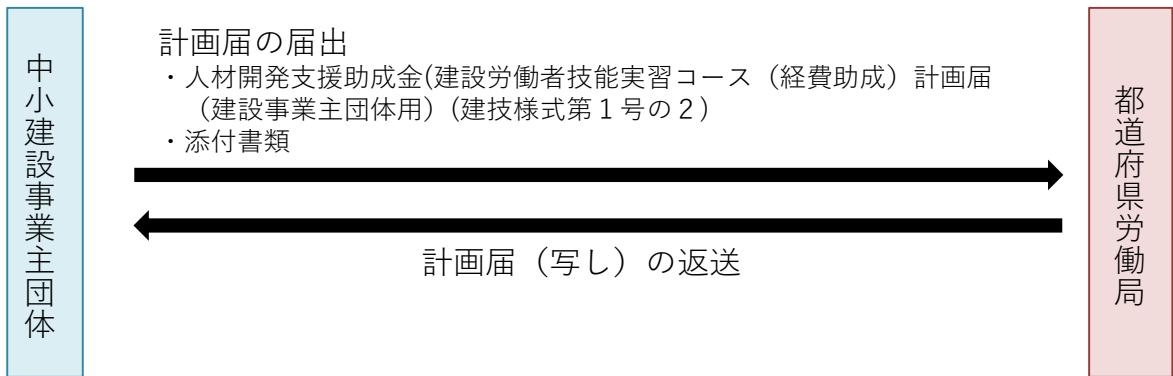 中小建設事業主団体
計画届の届出
・人材開発支援助成金(建設労働者技能実習コース（経費助成）計画届
（建設事業主団体用）(建技様式第１号の２)
・添付書類
計画届（写し）の返送
都道府県労働局